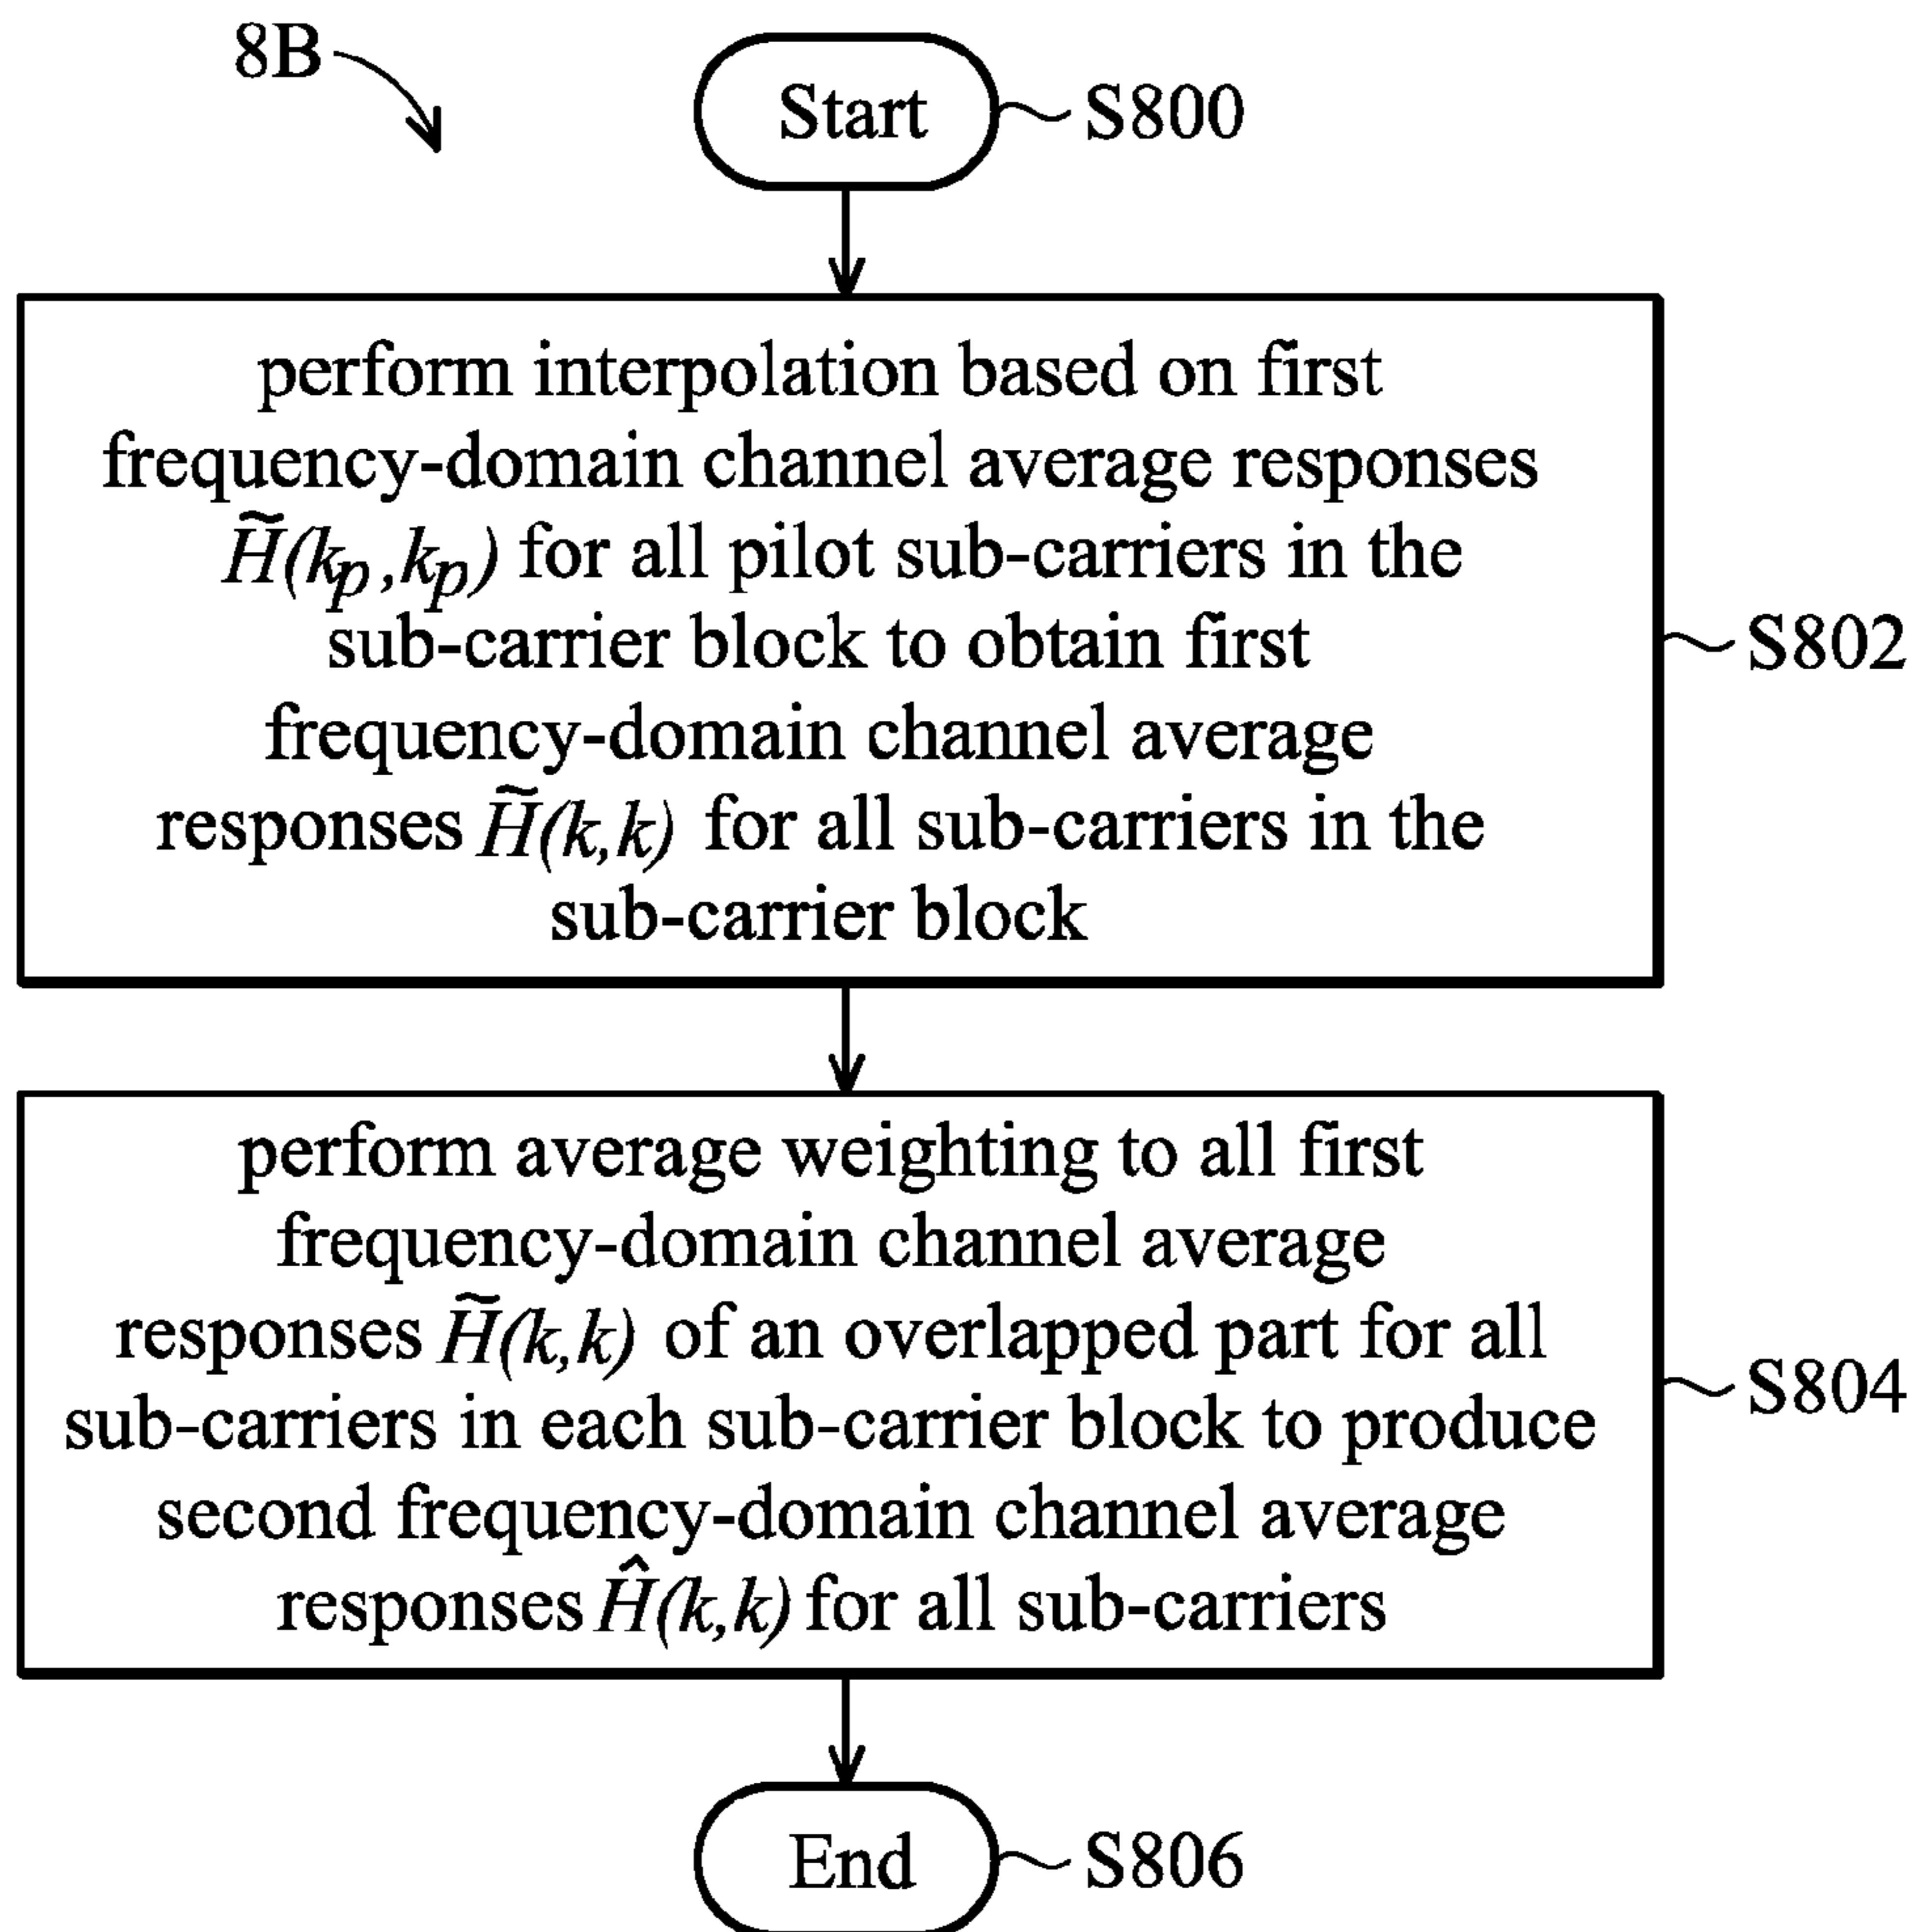 8B
Start
S800
perform interpolation based on first
frequency-domain channel average responses
H̃(kₚ,kₚ) for all pilot sub-carriers in the
sub-carrier block to obtain first
frequency-domain channel average
responses H̃(k,k) for all sub-carriers in the
sub-carrier block
S802
perform average weighting to all first
frequency-domain channel average
responses H̃(k,k) of an overlapped part for all
sub-carriers in each sub-carrier block to produce
second frequency-domain channel average
responses Ĥ(k,k) for all sub-carriers
S804
End
S806